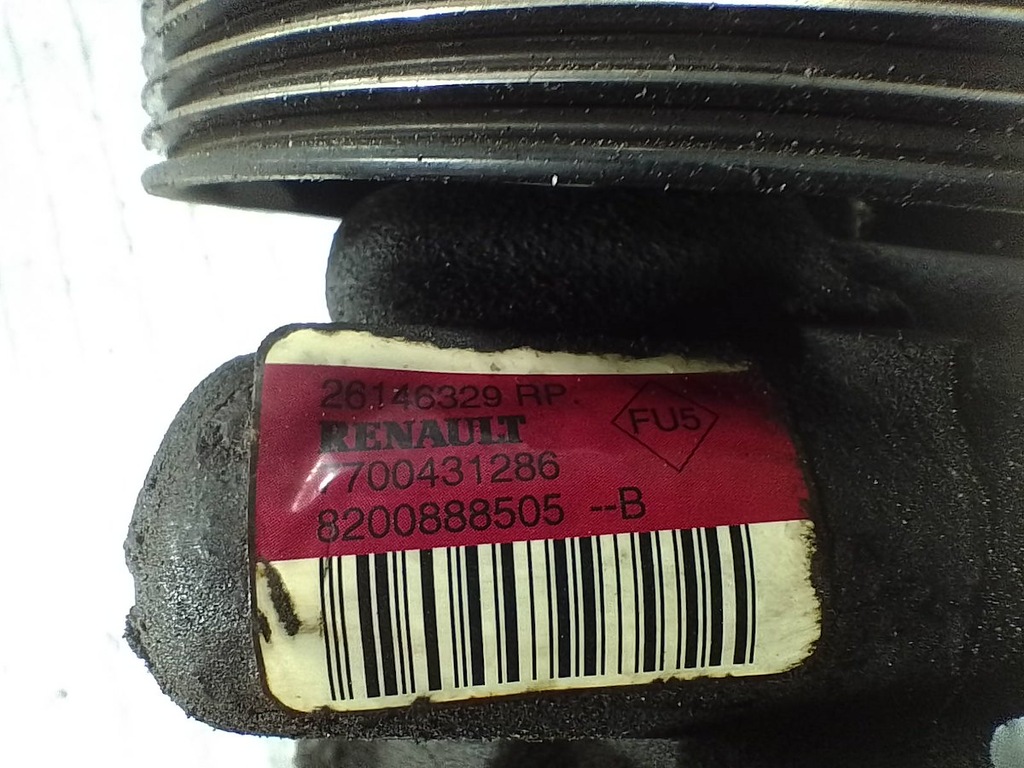 26146329 RP.
RENAULT
FU5
7700431286
8200888505 --B